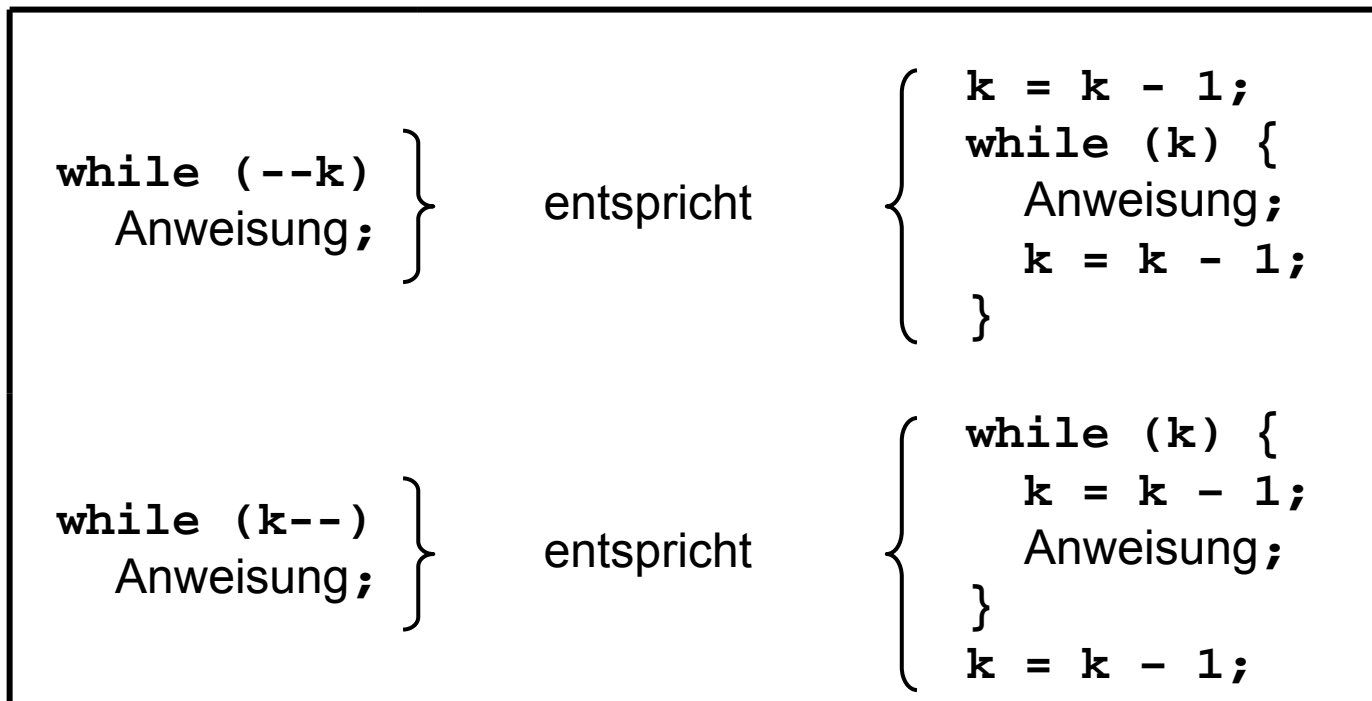 while (--k)
Anweisung;
entspricht
k = k - 1;
while (k) {
Anweisung;
k = k - 1;
}
while (k--)
Anweisung;
entspricht
while (k) {
k = k – 1;
Anweisung;
}
k = k – 1;